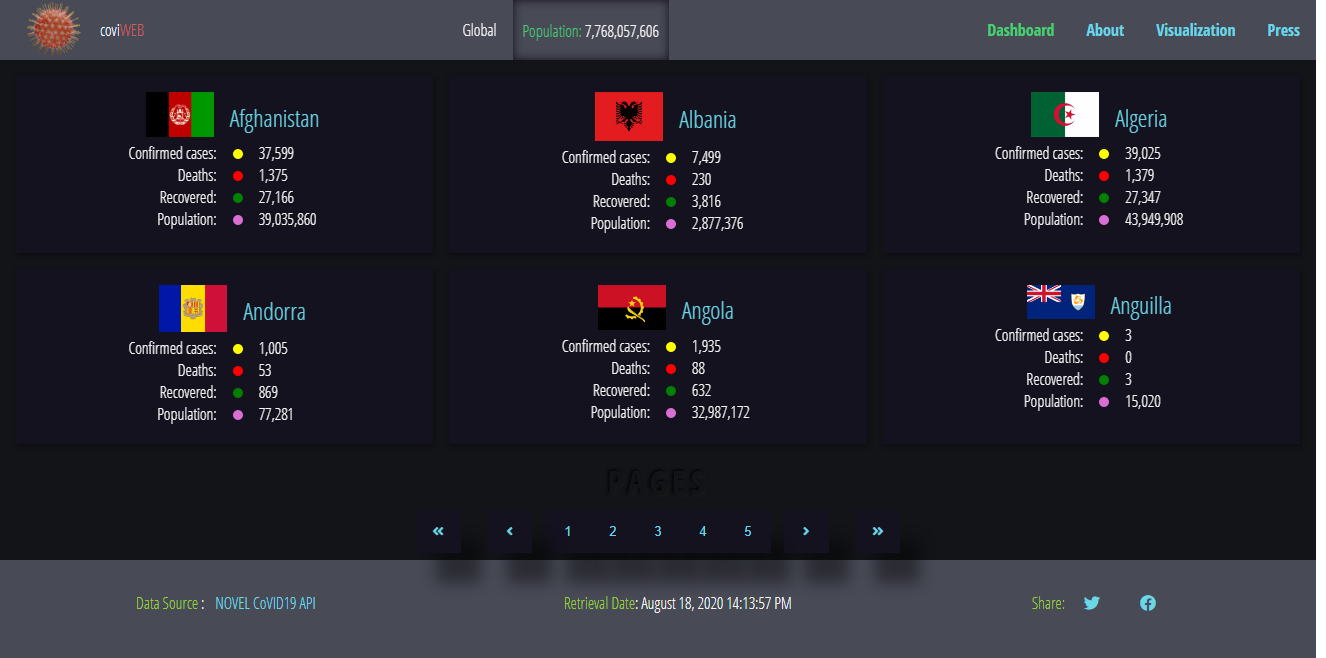 coviWEB Global Population: 7,768,057,606 Dashboard About Visualization Press
Afghanistan
Confirmed cases: 37,599
Deaths: 1,375
Recovered: 27,166
Population: 39,035,860
Albania
Confirmed cases: 7,499
Deaths: 230
Recovered: 3,816
Population: 2,877,376
Algeria
Confirmed cases: 39,025
Deaths: 1,379
Recovered: 27,347
Population: 43,949,908
Andorra
Confirmed cases: 1,005
Deaths: 53
Recovered: 869
Population: 77,281
Angola
Confirmed cases: 1,935
Deaths: 88
Recovered: 632
Population: 32,987,172
Anguilla
Confirmed cases: 3
Deaths: 0
Recovered: 3
Population: 15,020
PAGES
« ‹ 1 2 3 4 5 › »
Data Source : NOVEL CoVID19 API Retrieval Date: August 18, 2020 14:13:57 PM Share: